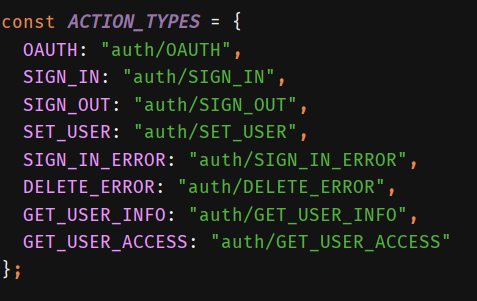 const ACTION_TYPES = {
  OAUTH: "auth/OAUTH",
  SIGN_IN: "auth/SIGN_IN",
  SIGN_OUT: "auth/SIGN_OUT",
  SET_USER: "auth/SET_USER",
  SIGN_IN_ERROR: "auth/SIGN_IN_ERROR",
  DELETE_ERROR: "auth/DELETE_ERROR",
  GET_USER_INFO: "auth/GET_USER_INFO",
  GET_USER_ACCESS: "auth/GET_USER_ACCESS"
};